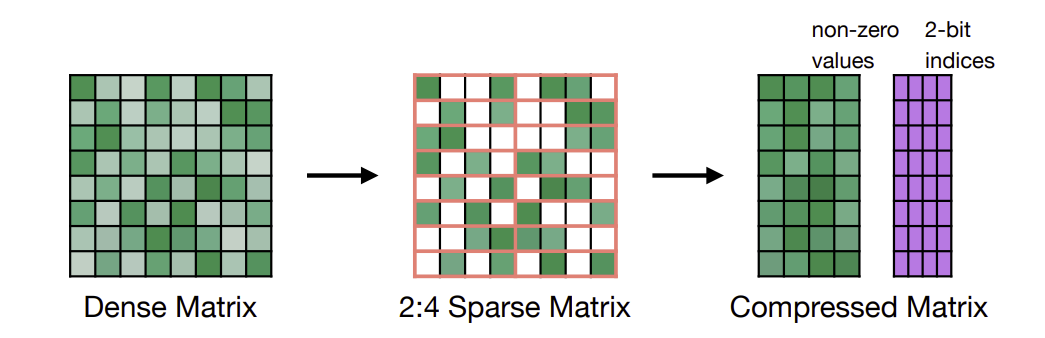 non-zero
values
2-bit
indices
Dense Matrix
2:4 Sparse Matrix
Compressed Matrix